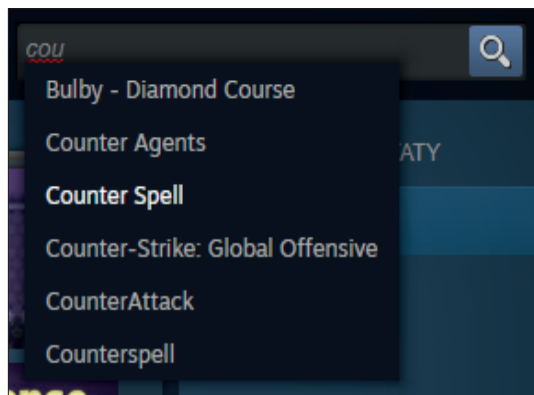 cou
Bulby - Diamond Course
Counter Agents
ATY
Counter Spell
Counter-Strike: Global Offensive
CounterAttack
Counterspell